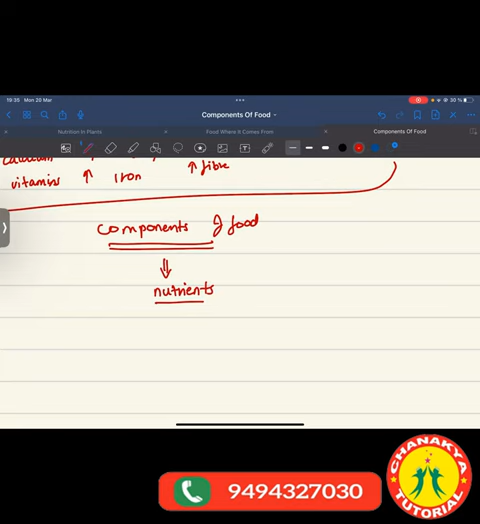 19:35 Mon 20 Mar
30 %
Components Of Food
Nutrition In Plants
Food Where It Comes From
Components Of Food
vitamins ↑ iron ↑ fibre
components of food
⇓
nutrients
9494327030
CHANAKYA
TUTORIAL